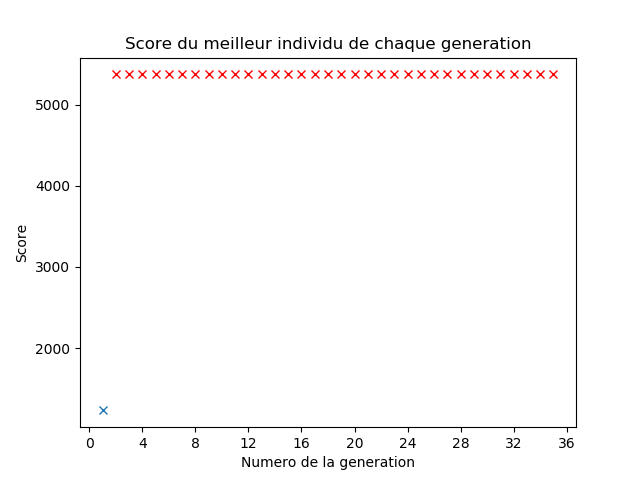 Score du meilleur individu de chaque generation
Score
5000
4000
3000
2000
0 4 8 12 16 20 24 28 32 36
Numero de la generation